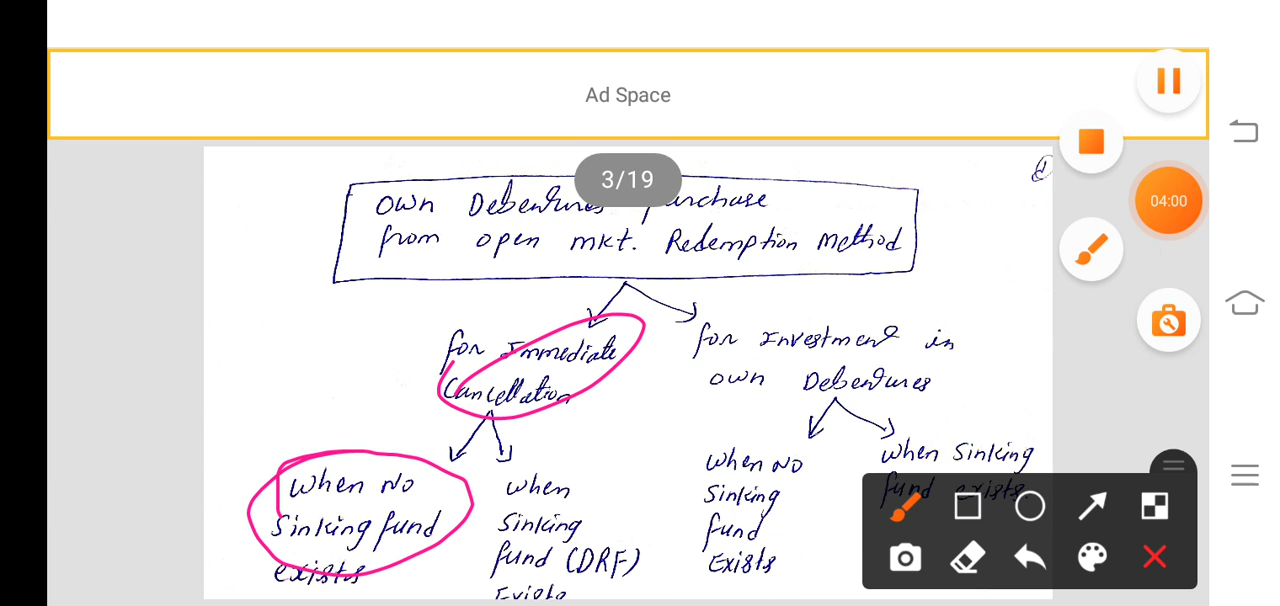 Ad Space
3/19
04:00
own Debentures purchase
from open mkt. Redemption Method
for Immediate
Cancellation
for Investment in
own Debentures
when No
Sinking fund
exists
when
Sinking
fund (DRF)
Exists
when No
Sinking
fund
Exists
when Sinking
fund exists